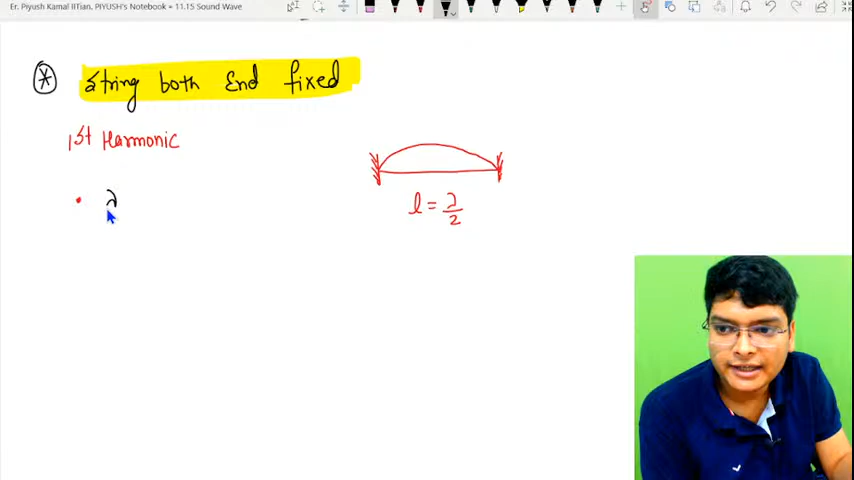 Er. Piyush Kamal IITian, PIYUSH's Notebook = 11.15 Sound Wave
* String both End fixed
1st Harmonic
l = λ/2
• λ